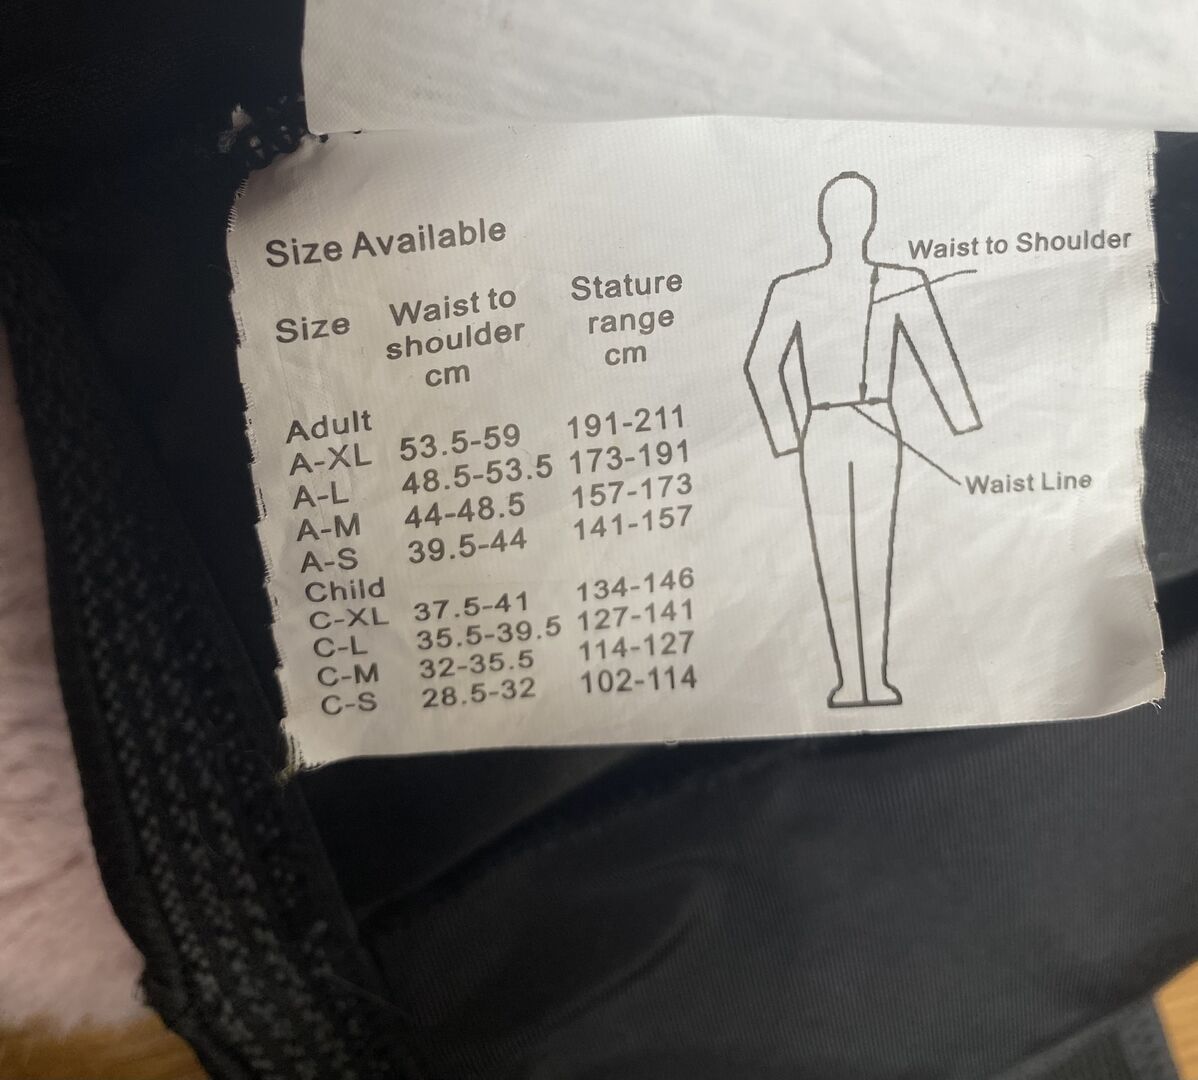 Size Available
Size Waist to shoulder cm Stature range cm
Adult
A-XL 53.5-59 191-211
A-L 48.5-53.5 173-191
A-M 44-48.5 157-173
A-S 39.5-44 141-157
Child
C-XL 37.5-41 134-146
C-L 35.5-39.5 127-141
C-M 32-35.5 114-127
C-S 28.5-32 102-114
Waist to Shoulder
Waist Line